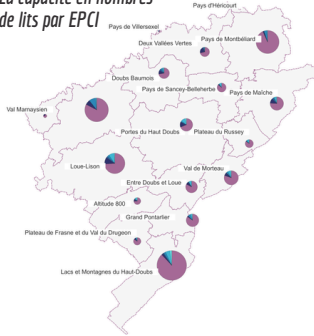 La capacité en nombres
de lits par EPCI
Pays d'Héricourt
Pays de Villersexel
Pays de Montbéliard
Deux Vallées Vertes
Doubs Baumois
Pays de Sancey-Belleherbe
Pays de Maîche
Val Marnaysien
Portes du Haut Doubs
Plateau du Russey
Loue-Lison
Val de Morteau
Entre Doubs et Loue
Altitude 800
Grand Pontarlier
Plateau de Frasne et du Val du Drugeon
Lacs et Montagnes du Haut-Doubs